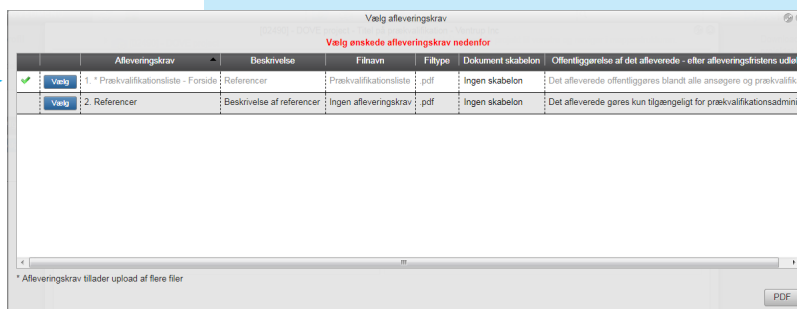 Vælg afleveringskrav
Vælg ønskede afleveringskrav nedenfor
Afleveringskrav Beskrivelse Filnavn Filtype Dokument skabelon Offentliggørelse af det afleverede - efter afleveringsfristens udløb
Vælg 1. * Prækvalifikationsliste - Forside Referencer Prækvalifikationsliste .pdf Ingen skabelon Det afleverede offentliggøres blandt alle ansøgere og prækvalifik
Vælg 2. Referencer Beskrivelse af referencer Ingen afleveringskrav .pdf Ingen skabelon Det afleverede gøres kun tilgængeligt for prækvalifikationsadmini
* Afleveringskrav tillader upload af flere filer
PDF